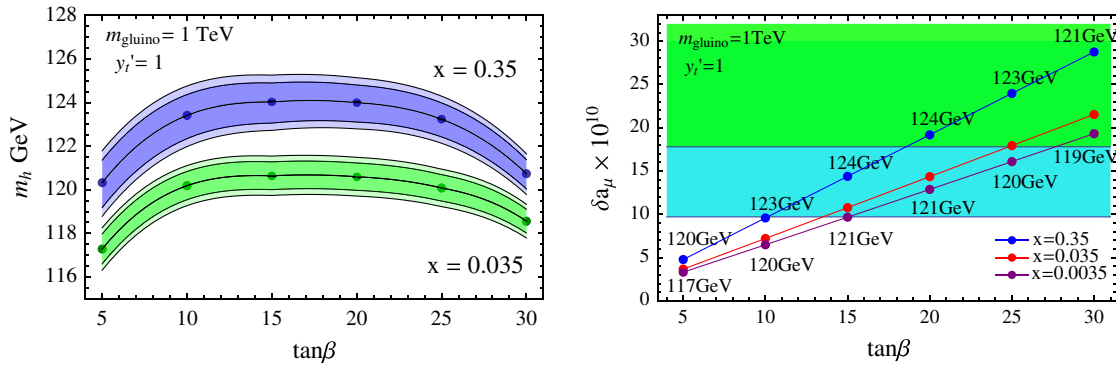 128
126
124
122
120
118
116
m_h GeV
m_gluino = 1 TeV
y_t' = 1
x = 0.35
x = 0.035
5 10 15 20 25 30
tanβ
30
25
20
15
10
5
0
δa_μ × 10^10
m_gluino = 1TeV
y_t' = 1
121GeV
123GeV
124GeV
124GeV
123GeV
120GeV
119GeV
120GeV
121GeV
121GeV
120GeV
117GeV
x=0.35
x=0.035
x=0.0035
5 10 15 20 25 30
tanβ